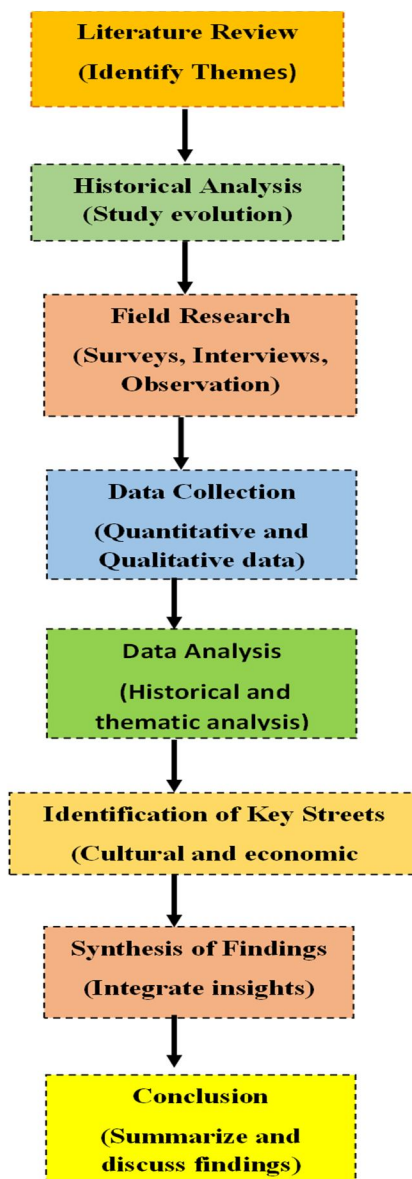 Literature Review
(Identify Themes)
Historical Analysis
(Study evolution)
Field Research
(Surveys, Interviews,
Observation)
Data Collection
(Quantitative and
Qualitative data)
Data Analysis
(Historical and
thematic analysis)
Identification of Key Streets
(Cultural and economic
Synthesis of Findings
(Integrate insights)
Conclusion
(Summarize and
discuss findings)